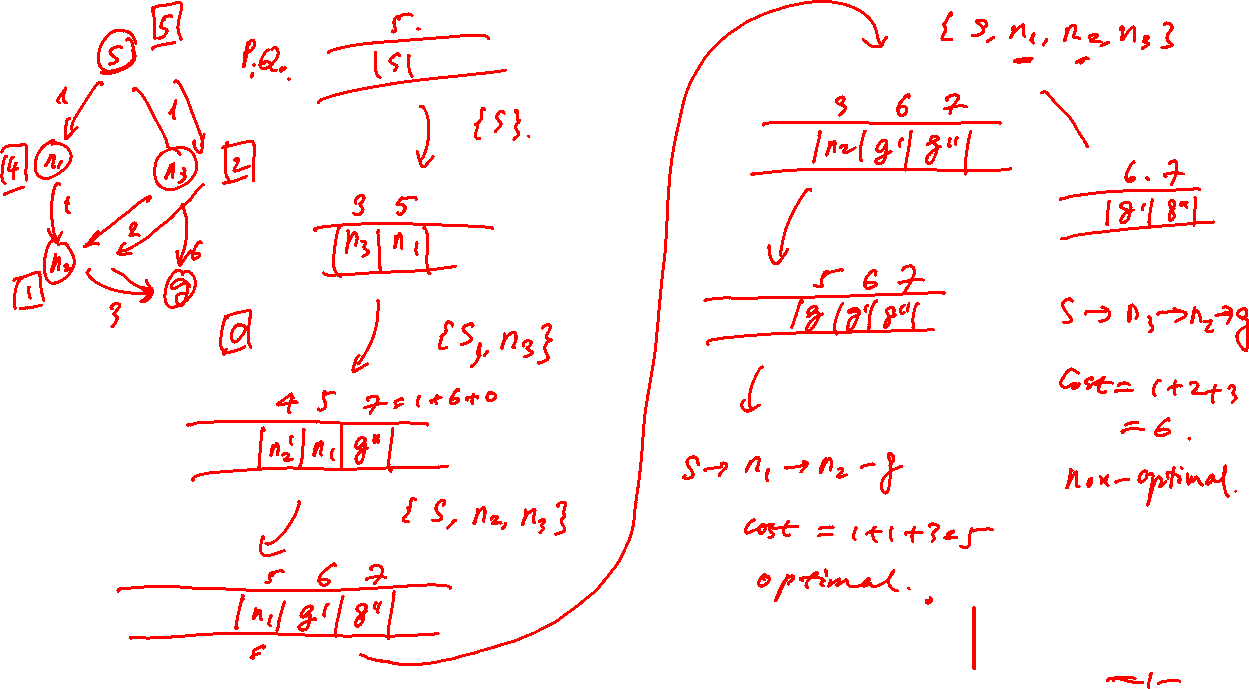 S 5
1 1
4 n1 n3 2
1 2 6
n2 g
1 3
0
P.Q. 5.
|S|
{S}.
3 5
n3 | n1
{S, n3}
4 5 7 = 1+6+0
n2' | n1 | g"
{S, n2, n3}
5 6 7
n1 | g' | g"
{S, n1, n2, n3}
3 6 7
n2 | g' | g"
5 6 7
g | g' | g"
S → n1 → n2 - g
cost = 1+1+3=5
optimal.
6. 7
g' | g"
S → n3 → n2 → g
Cost = 1+2+3
= 6.
non-optimal.